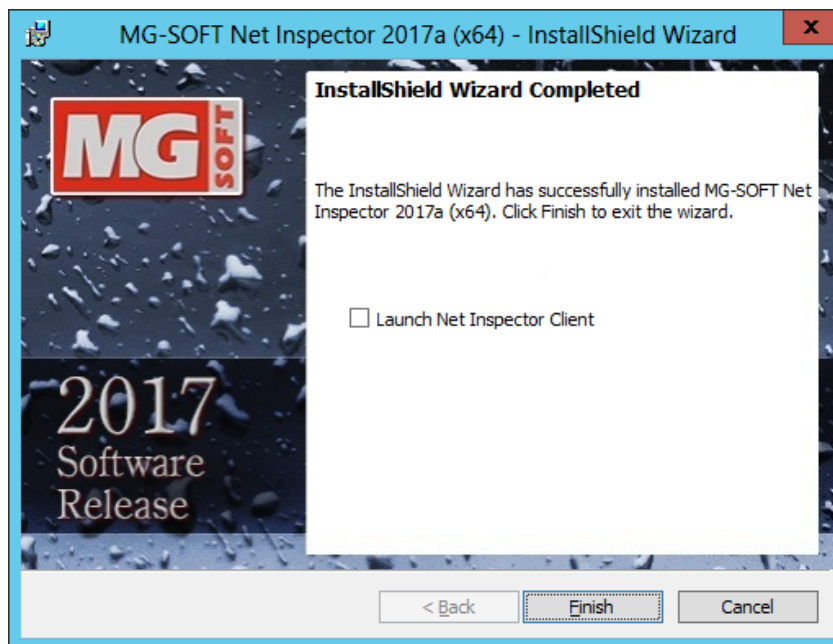 MG-SOFT Net Inspector 2017a (x64) - InstallShield Wizard
x
MG
SOFT
InstallShield Wizard Completed
The InstallShield Wizard has successfully installed MG-SOFT Net
Inspector 2017a (x64). Click Finish to exit the wizard.
Launch Net Inspector Client
2017
Software
Release
< Back
Finish
Cancel